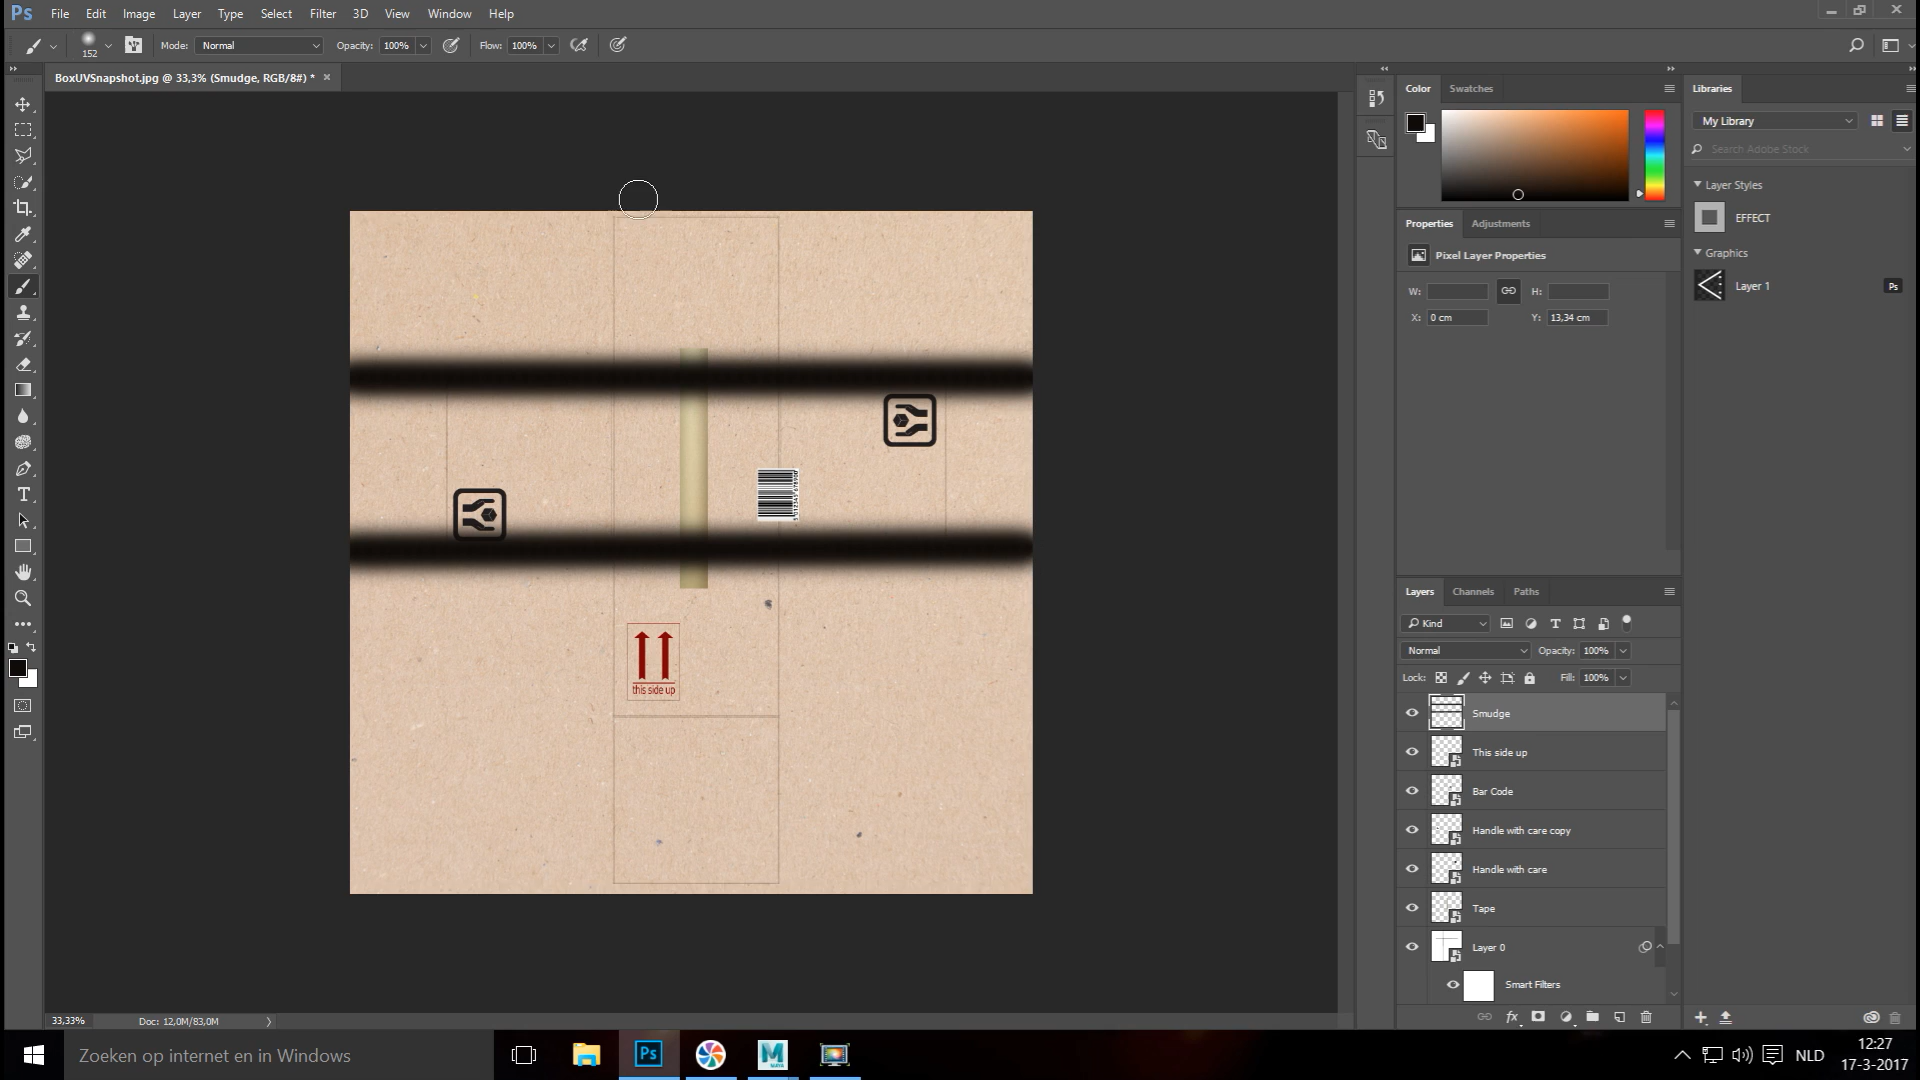 Ps File Edit Image Layer Type Select Filter 3D View Window Help
152 Mode: Normal Opacity: 100% Flow: 100%
BoxUVSnapshot.jpg @ 33,3% (Smudge, RGB/8#) * ×
Color Swatches
Libraries
My Library
Search Adobe Stock
Layer Styles
EFFECT
Graphics
Layer 1 Ps
Properties Adjustments
Pixel Layer Properties
W: H:
X: 0 cm Y: 13,34 cm
this side up
Layers Channels Paths
Kind
Normal Opacity: 100%
Lock: Fill: 100%
Smudge
This side up
Bar Code
Handle with care copy
Handle with care
Tape
Layer 0
Smart Filters
33,33% Doc: 12,0M/83,0M
Zoeken op internet en in Windows
Ps
MAYA
NLD
12:27
17-3-2017